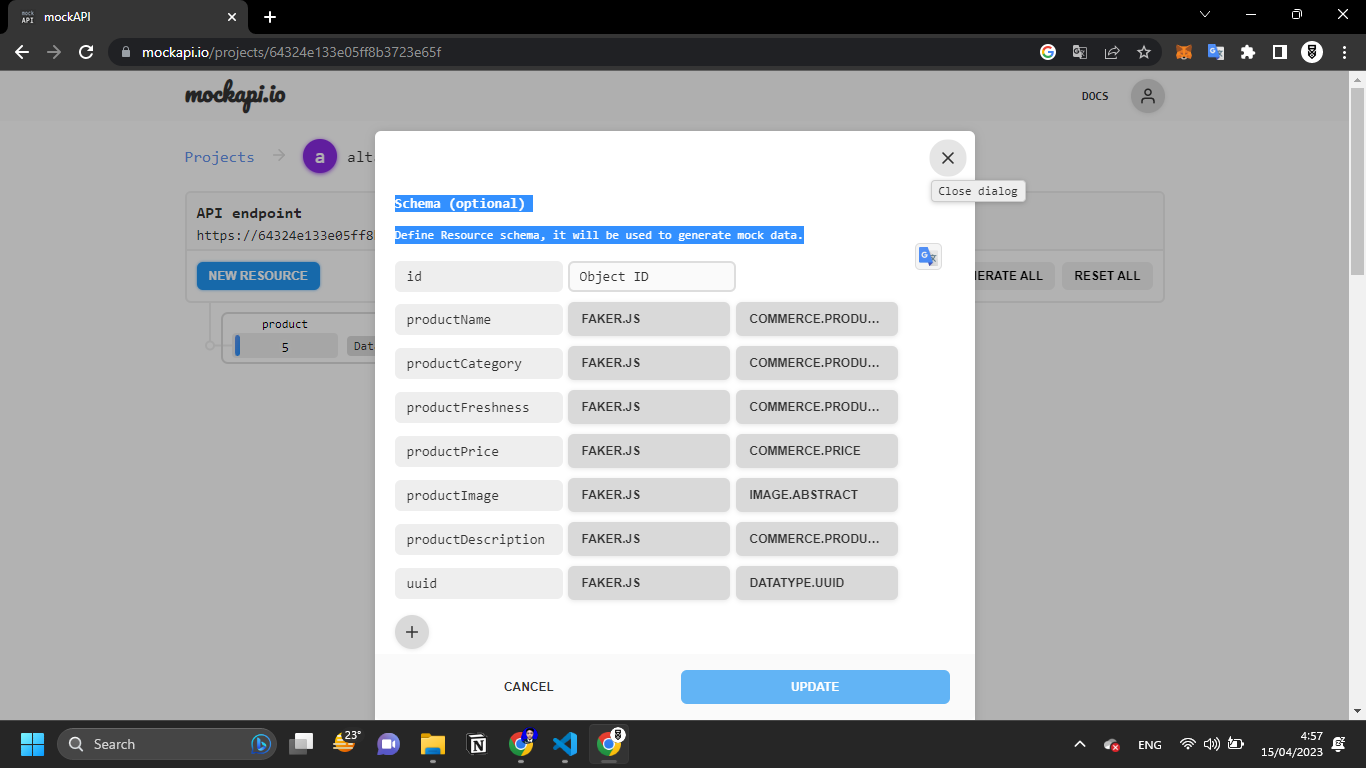 mock
API
mockAPI
mockapi.io/projects/64324e133e05ff8b3723e65f
mockapi.io
DOCS
Projects
a
alt
Close dialog
API endpoint
https://64324e133e05ff8
NEW RESOURCE
ERATE ALL
RESET ALL
product
5
Dat
Schema (optional)
Define Resource schema, it will be used to generate mock data.
id
Object ID
productName
FAKER.JS
COMMERCE.PRODU...
productCategory
FAKER.JS
COMMERCE.PRODU...
productFreshness
FAKER.JS
COMMERCE.PRODU...
productPrice
FAKER.JS
COMMERCE.PRICE
productImage
FAKER.JS
IMAGE.ABSTRACT
productDescription
FAKER.JS
COMMERCE.PRODU...
uuid
FAKER.JS
DATATYPE.UUID
CANCEL
UPDATE
Search
23°
ENG
4:57
15/04/2023